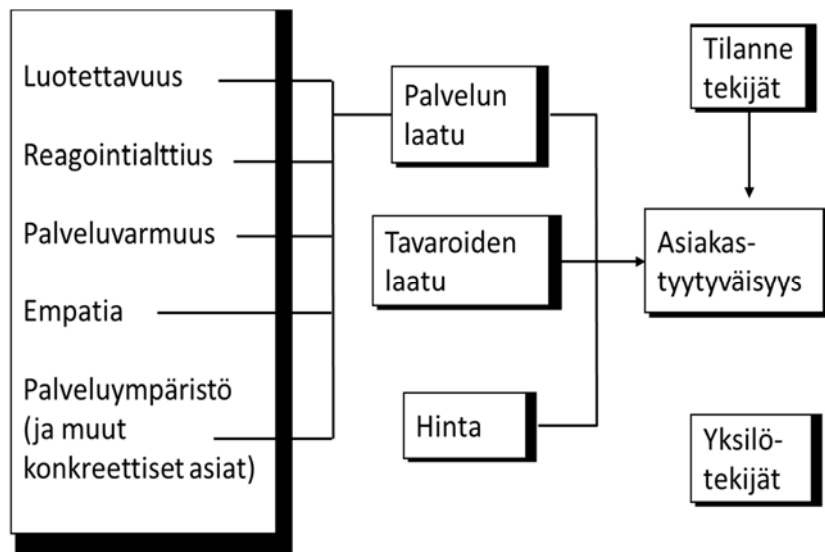 Luotettavuus
Reagointialttius
Palveluvarmuus
Empatia
Palveluympäristö
(ja muut
konkreettiset asiat)
Palvelun
laatu
Tavaroiden
laatu
Hinta
Tilanne
tekijät
Asiakas-
tyytyväisyys
Yksilö-
tekijät